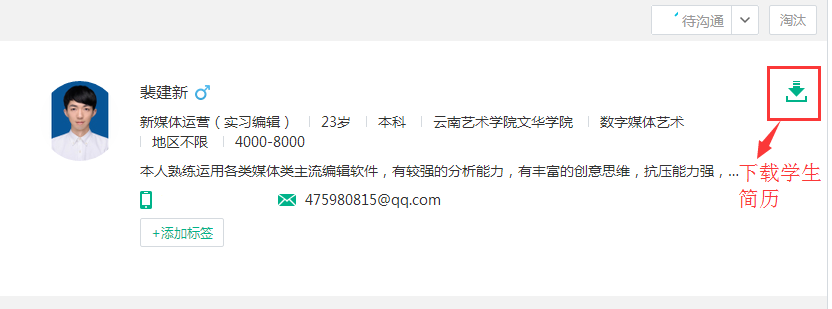 待沟通 淘汰
裴建新
新媒体运营（实习编辑） 23岁 本科 云南艺术学院文华学院 数字媒体艺术
地区不限 4000-8000
本人熟练运用各类媒体类主流编辑软件，有较强的分析能力，有丰富的创意思维，抗压能力强，...
下载学生
简历
475980815@qq.com
+添加标签